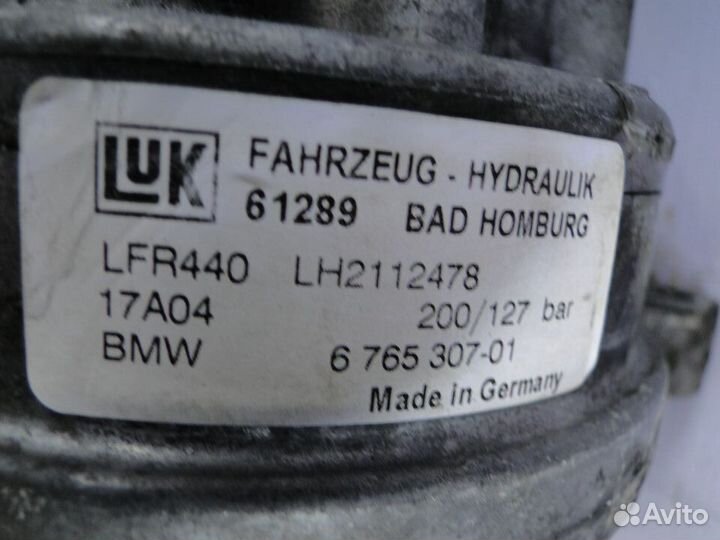 LUK
FAHRZEUG - HYDRAULIK
61289 BAD HOMBURG
LFR440 LH2112478
17A04 200/127 bar
BMW 6 765 307-01
Made in Germany
Avito